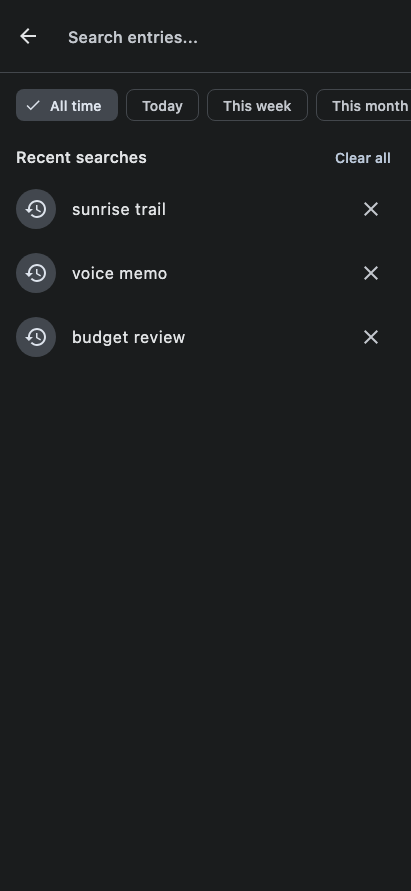 Search entries...
All time Today This week This month
Recent searches Clear all
sunrise trail
voice memo
budget review